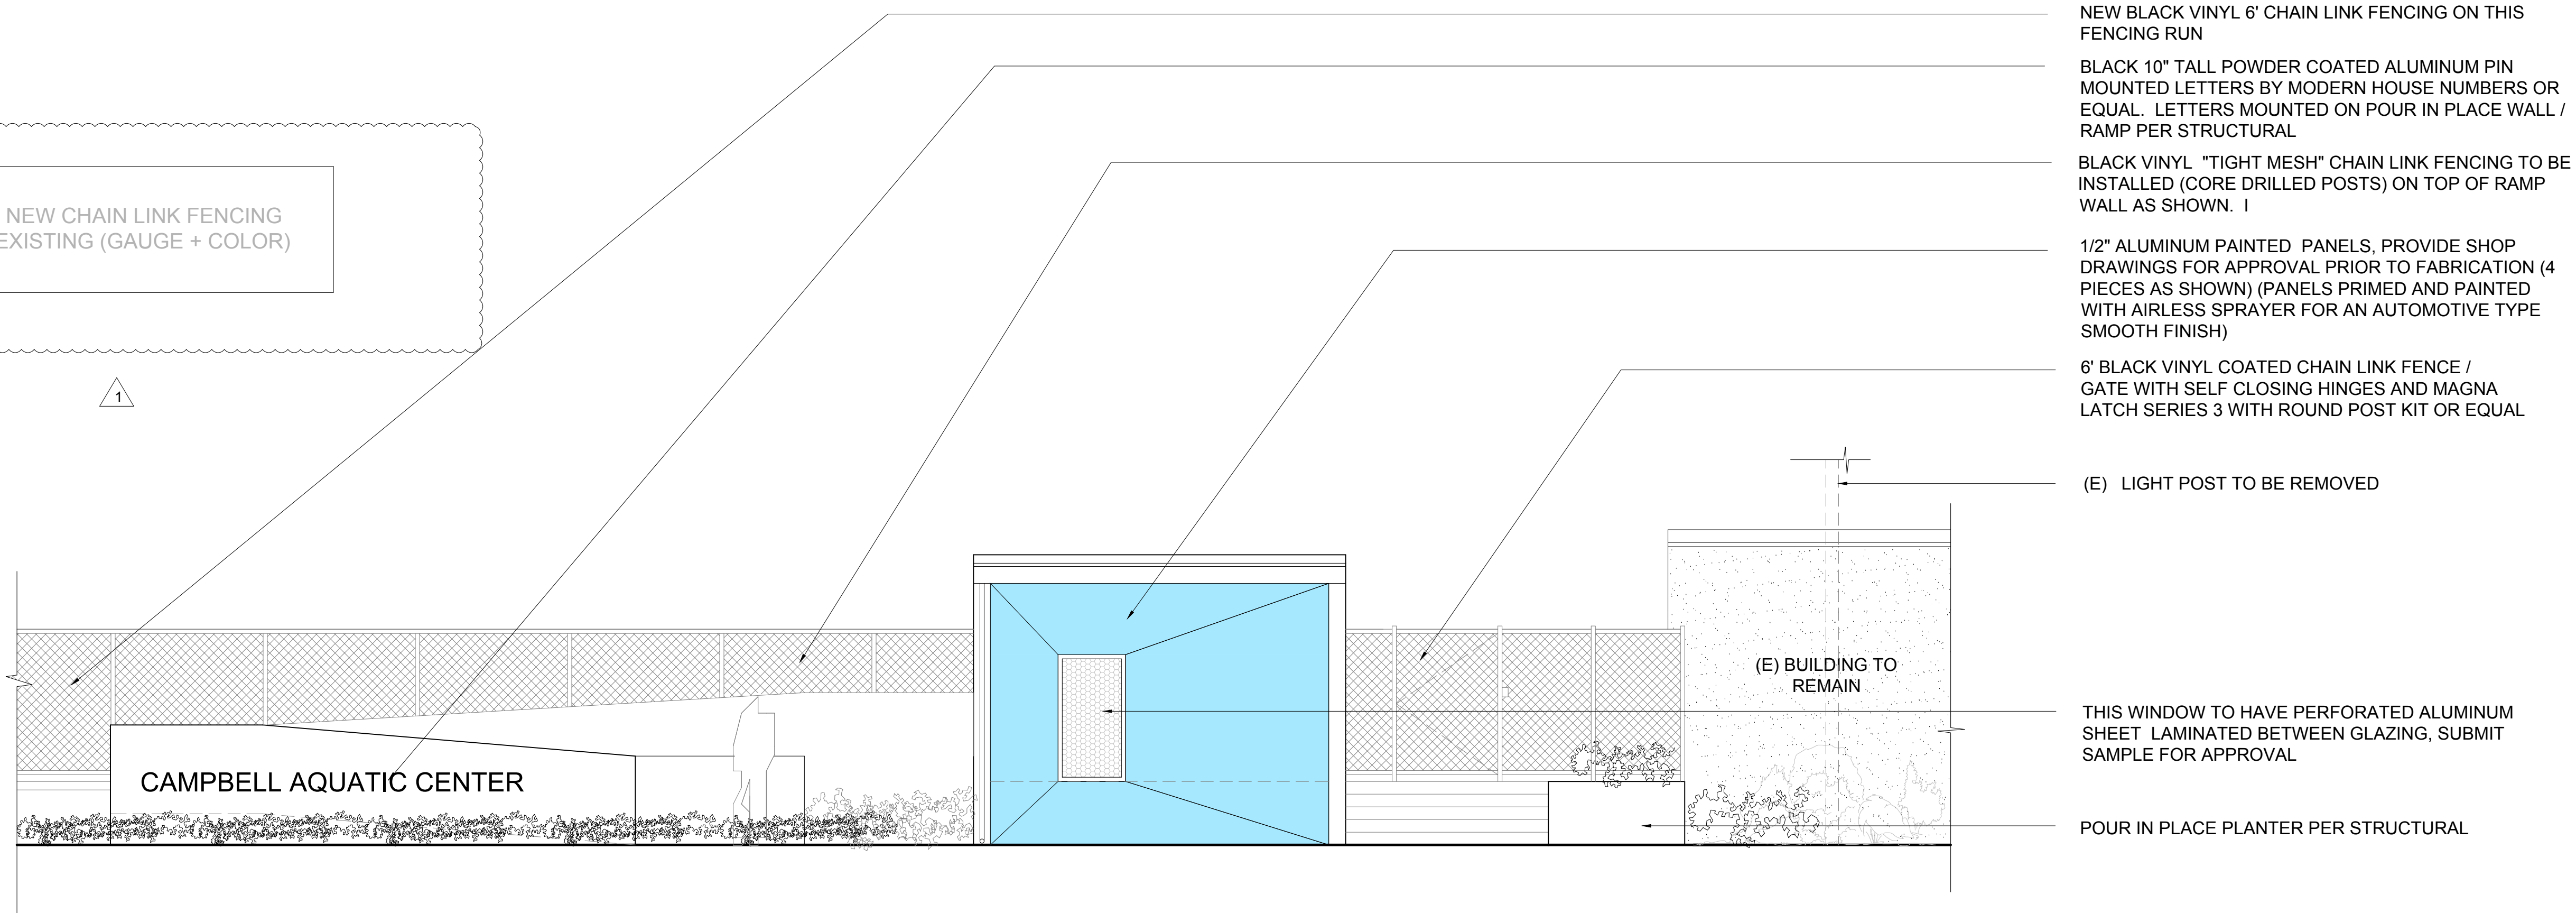 NEW BLACK VINYL 6' CHAIN LINK FENCING ON THIS
FENCING RUN
BLACK 10" TALL POWDER COATED ALUMINUM PIN
MOUNTED LETTERS BY MODERN HOUSE NUMBERS OR
EQUAL. LETTERS MOUNTED ON POUR IN PLACE WALL /
RAMP PER STRUCTURAL
BLACK VINYL "TIGHT MESH" CHAIN LINK FENCING TO BE
INSTALLED (CORE DRILLED POSTS) ON TOP OF RAMP
WALL AS SHOWN. I
NEW CHAIN LINK FENCING
EXISTING (GAUGE + COLOR)
1/2" ALUMINUM PAINTED PANELS, PROVIDE SHOP
DRAWINGS FOR APPROVAL PRIOR TO FABRICATION (4
PIECES AS SHOWN) (PANELS PRIMED AND PAINTED
WITH AIRLESS SPRAYER FOR AN AUTOMOTIVE TYPE
SMOOTH FINISH)
6' BLACK VINYL COATED CHAIN LINK FENCE /
GATE WITH SELF CLOSING HINGES AND MAGNA
LATCH SERIES 3 WITH ROUND POST KIT OR EQUAL
1
(E) LIGHT POST TO BE REMOVED
(E) BUILDING TO
REMAIN
THIS WINDOW TO HAVE PERFORATED ALUMINUM
SHEET LAMINATED BETWEEN GLAZING, SUBMIT
SAMPLE FOR APPROVAL
CAMPBELL AQUATIC CENTER
POUR IN PLACE PLANTER PER STRUCTURAL